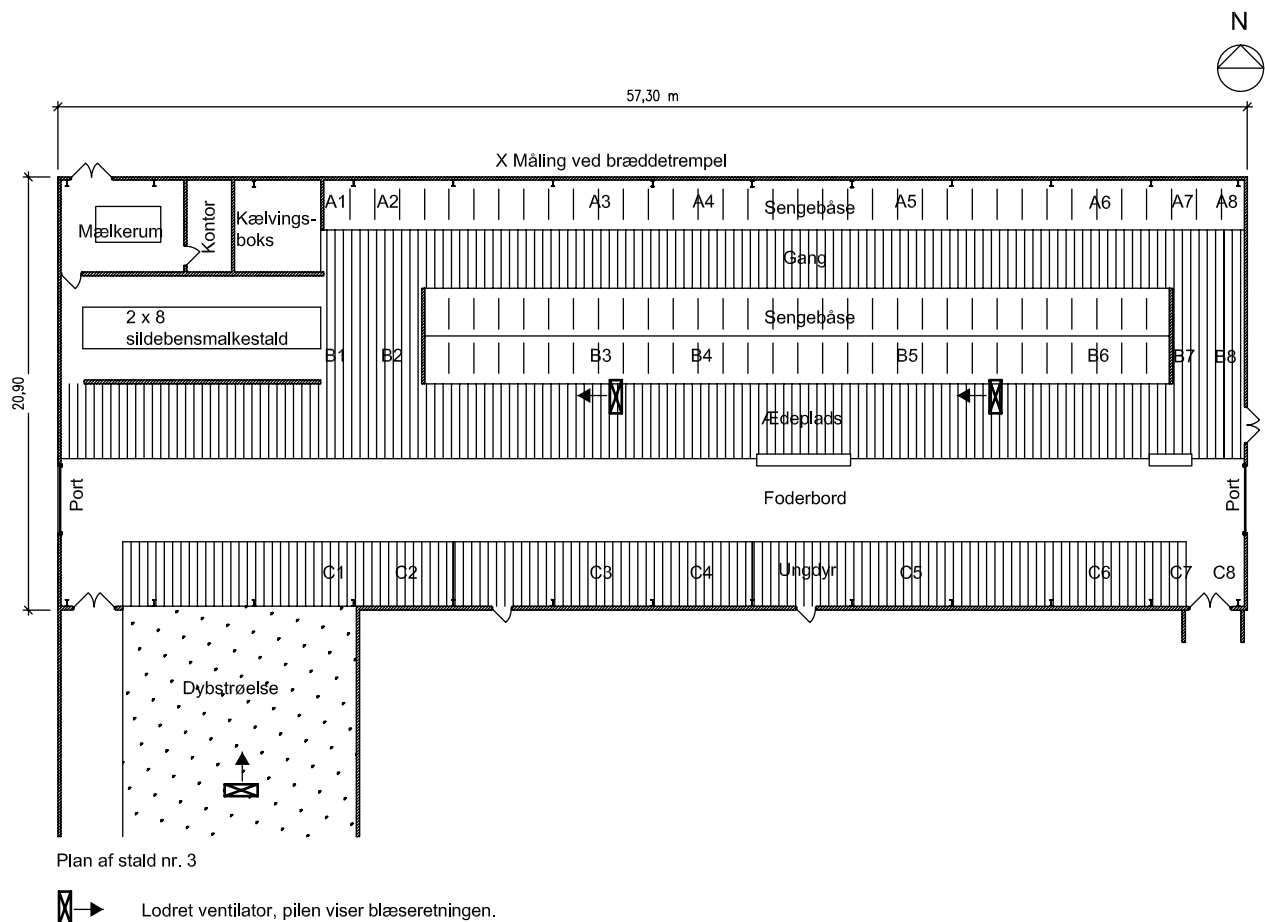 N
57,30 m
X Måling ved bræddetrempel
A1 A2 A3 A4 A5 A6 A7 A8
Sengebåse
Mælkerum
Kontor
Kælvings-
boks
Gang
2 x 8
sildebensmalkestald
Sengebåse
B1 B2 B3 B4 B5 B6 B7 B8
20,90
Ædeplads
Port
Foderbord
Port
C1 C2 C3 C4 Ungdyr C5 C6 C7 C8
Dybstrøelse
Plan af stald nr. 3
Lodret ventilator, pilen viser blæseretningen.